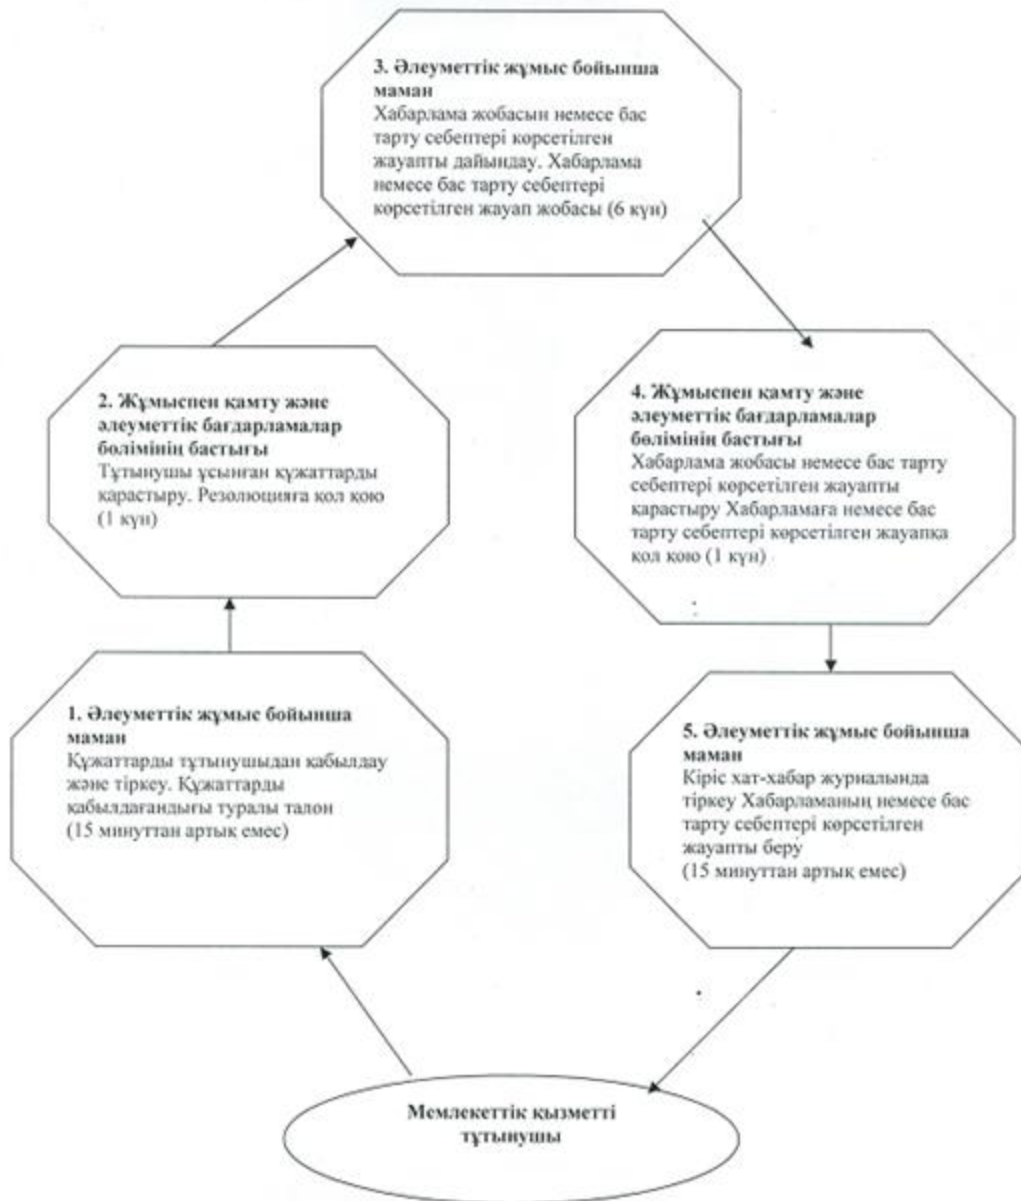 3. Әлеуметтік жұмыс бойынша
маман
Хабарлама жобасын немесе бас
тарту себептері көрсетілген
жауапты дайындау. Хабарлама
немесе бас тарту себептері
көрсетілген жауап жобасы (6 күн)
2. Жұмыспен қамту және
әлеуметтік бағдарламалар
бөлімінің бастығы
Тұтынушы ұсынған құжаттарды
қарастыру. Резолюцияға қол қою
(1 күн)
4. Жұмыспен қамту және
әлеуметтік бағдарламалар
бөлімінің бастығы
Хабарлама жобасы немесе бас тарту
себептері көрсетілген жауапты
қарастыру Хабарламаға немесе бас
тарту себептері көрсетілген жауапқа
қол қою (1 күн)
1. Әлеуметтік жұмыс бойынша
маман
Құжаттарды тұтынушыдан қабылдау
және тіркеу. Құжаттарды
қабылдағандығы туралы талон
(15 минуттан артық емес)
5. Әлеуметтік жұмыс бойынша
маман
Кіріс хат-хабар журналында
тіркеу Хабарламаның немесе бас
тарту себептері көрсетілген
жауапты беру
(15 минуттан артық емес)
Мемлекеттік қызметті
тұтынушы